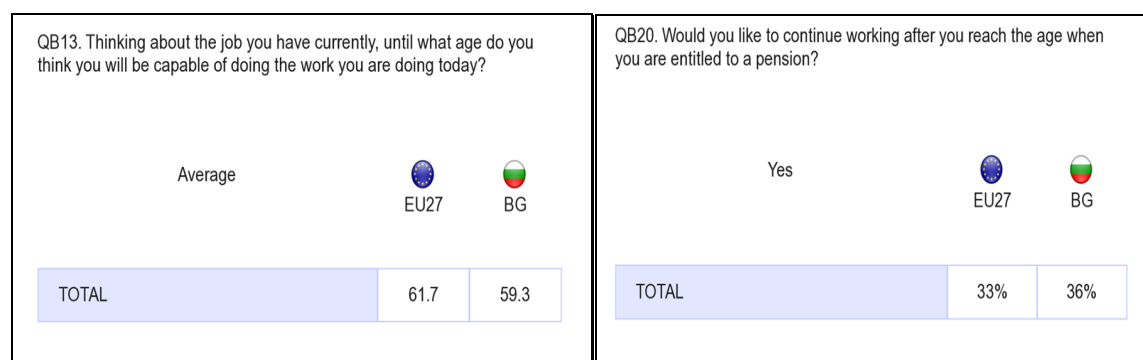 QB13. Thinking about the job you have currently, until what age do you
think you will be capable of doing the work you are doing today?
Average
EU27 BG
TOTAL 61.7 59.3
QB20. Would you like to continue working after you reach the age when
you are entitled to a pension?
Yes
EU27 BG
TOTAL 33% 36%